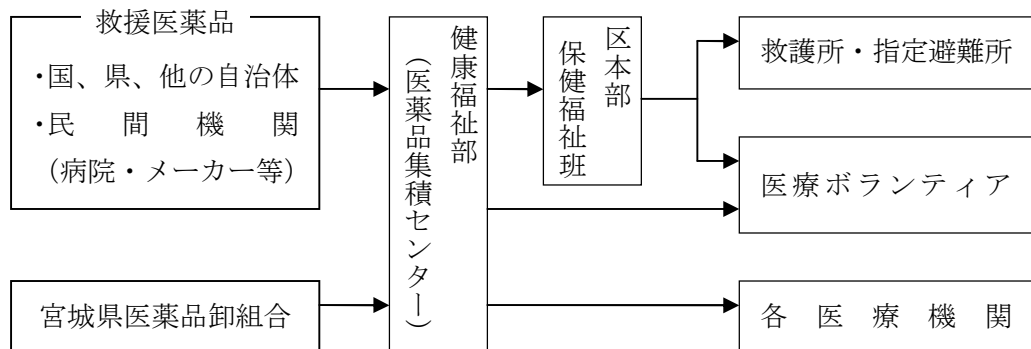 救援医薬品
・国、県、他の自治体
・民間機関
（病院・メーカー等）
宮城県医薬品卸組合
健康福祉部
（医薬品集積センター）
区本部
保健福祉班
救護所・指定避難所
医療ボランティア
各医療機関